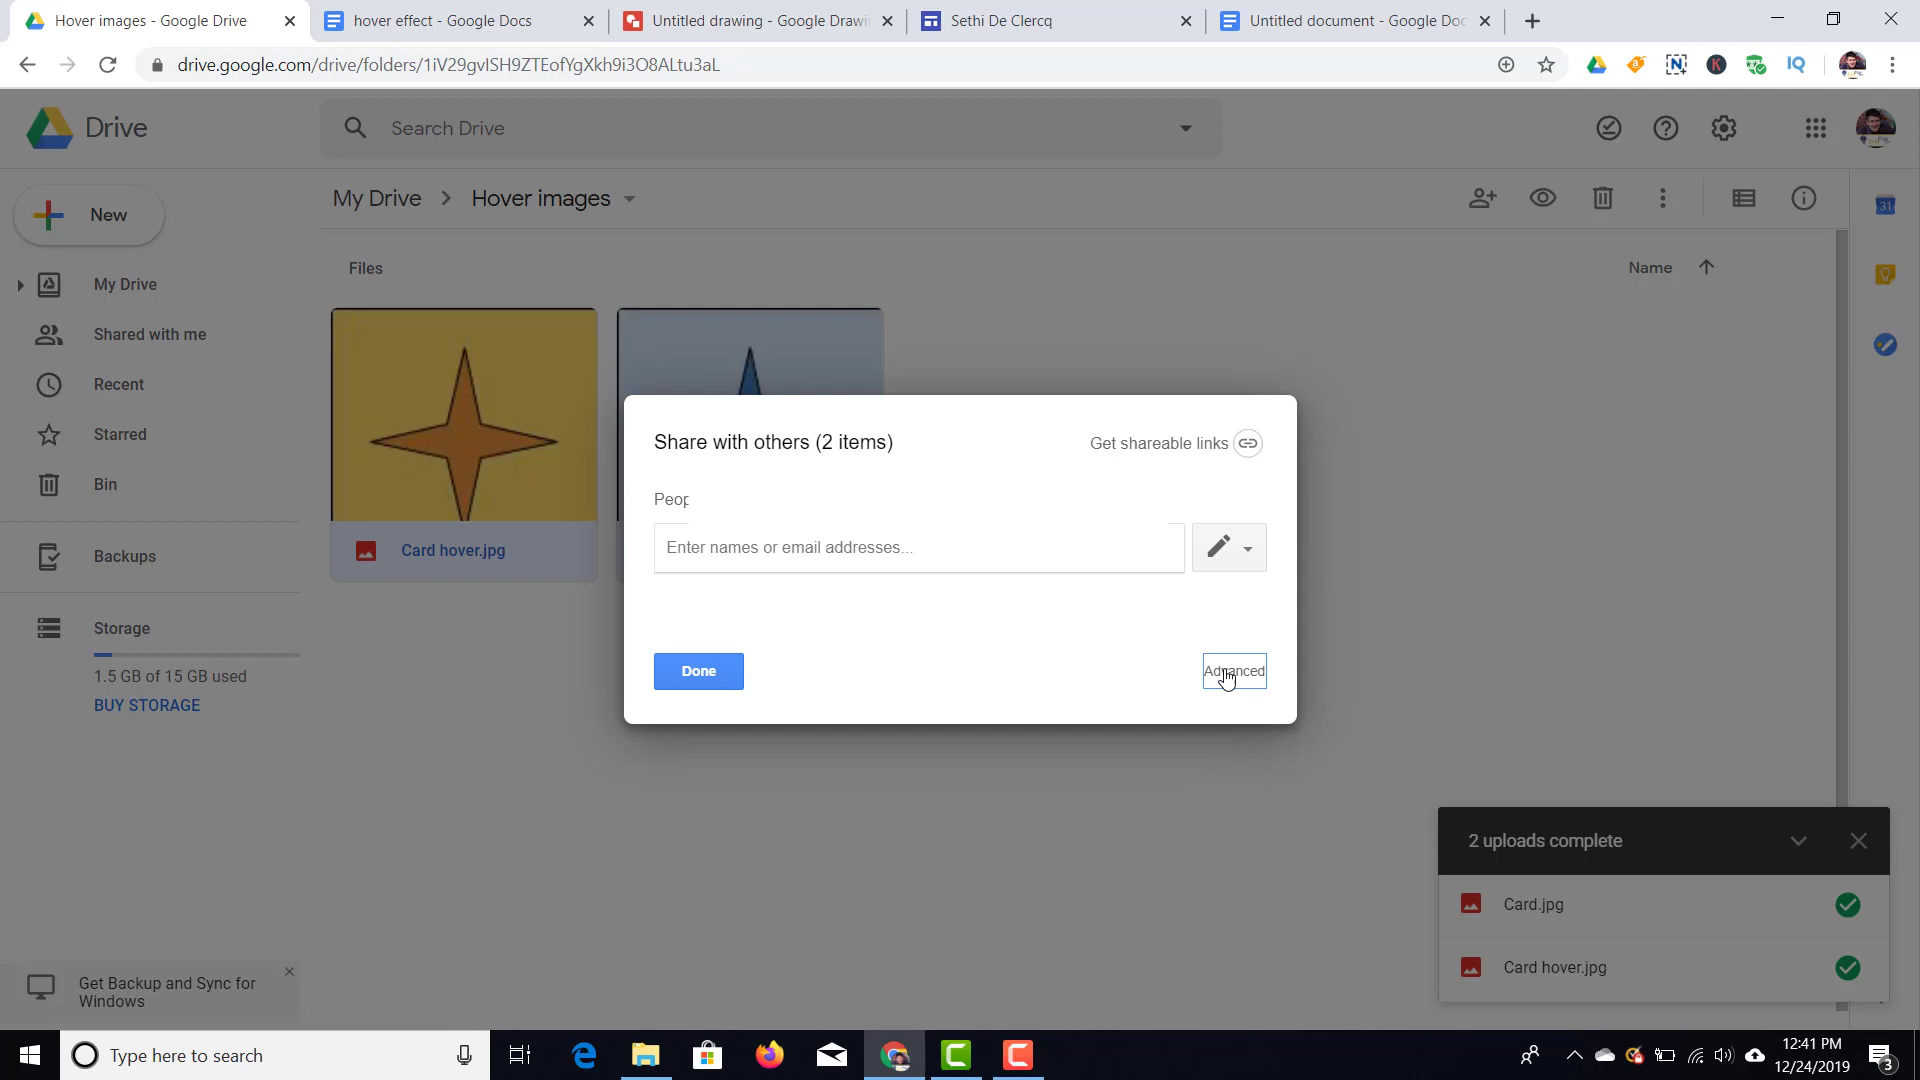 Hover images - Google Drive
hover effect - Google Docs
Untitled drawing - Google Drawin
Sethi De Clercq
Untitled document - Google Doc
drive.google.com/drive/folders/1iV29gvISH9ZTEofYgXkh9i3O8ALtu3aL
Drive
Search Drive
New
My Drive
Hover images
Files
Name
My Drive
Shared with me
Recent
Starred
Bin
Backups
Storage
1.5 GB of 15 GB used
BUY STORAGE
Get Backup and Sync for
Windows
Card hover.jpg
Share with others (2 items)
Get shareable links
Peop
Enter names or email addresses...
Done
Advanced
2 uploads complete
Card.jpg
Card hover.jpg
Type here to search
12:41 PM
12/24/2019
3
31
IQ
K
N